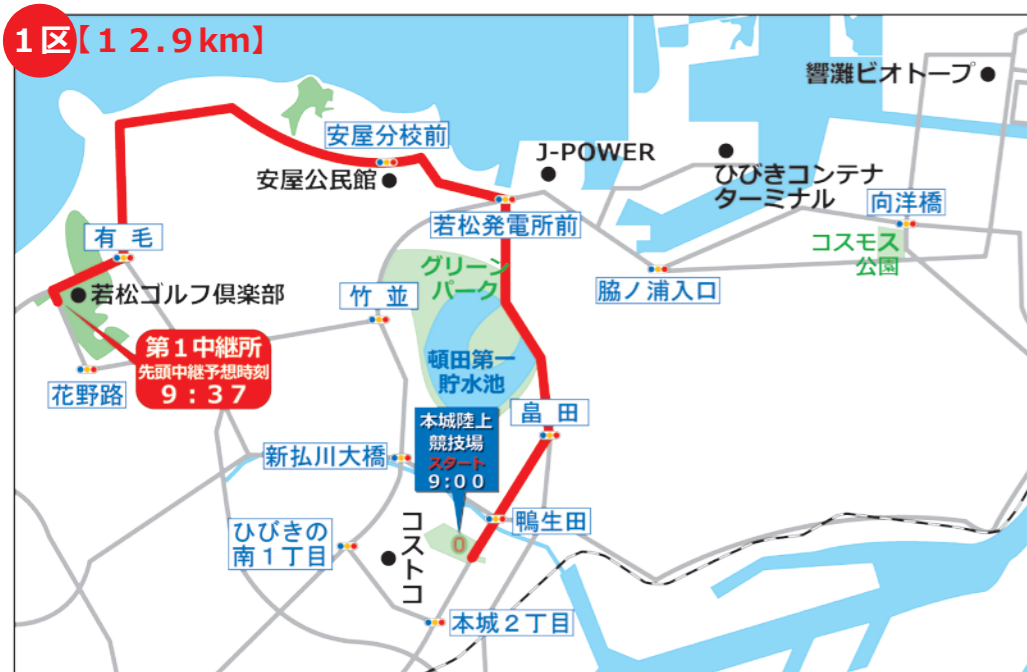 1区【12.9km】
響灘ビオトープ
安屋分校前
J-POWER
安屋公民館
ひびきコンテナ
ターミナル
向洋橋
若松発電所前
有毛
コスモス
公園
グリーン
パーク
若松ゴルフ倶楽部
竹並
脇ノ浦入口
第1中継所
先頭中継予想時刻
9:37
頓田第一
貯水池
花野路
本城陸上
競技場
スタート
9:00
畠田
新払川大橋
鴨生田
コストコ
ひびきの
南1丁目
0
本城2丁目